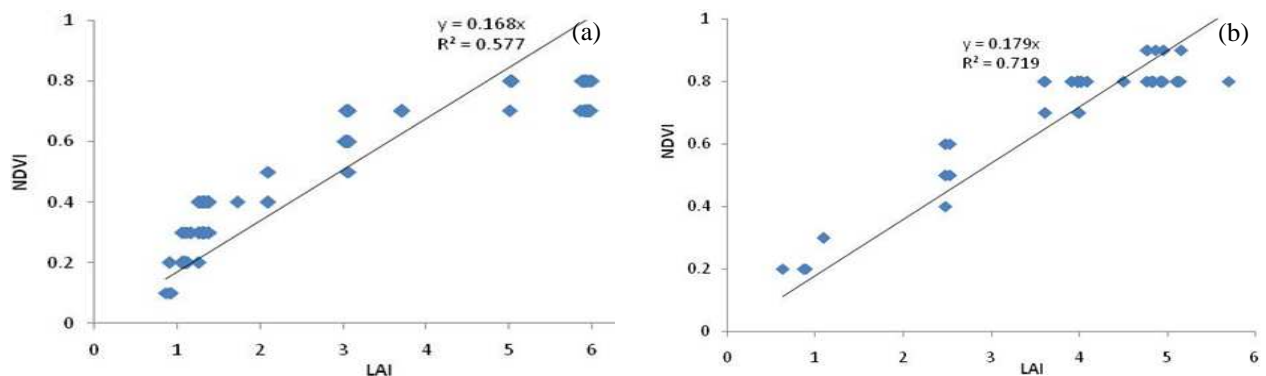 1
y = 0.168x
(a)
R² = 0.577
0.8
0.6
NDVI
0.4
0.2
0
0 1 2 3 4 5 6
LAI
1
(b)
y = 0.179x
R² = 0.719
0.8
0.6
NDVI
0.4
0.2
0
0 1 2 3 4 5 6
LAI